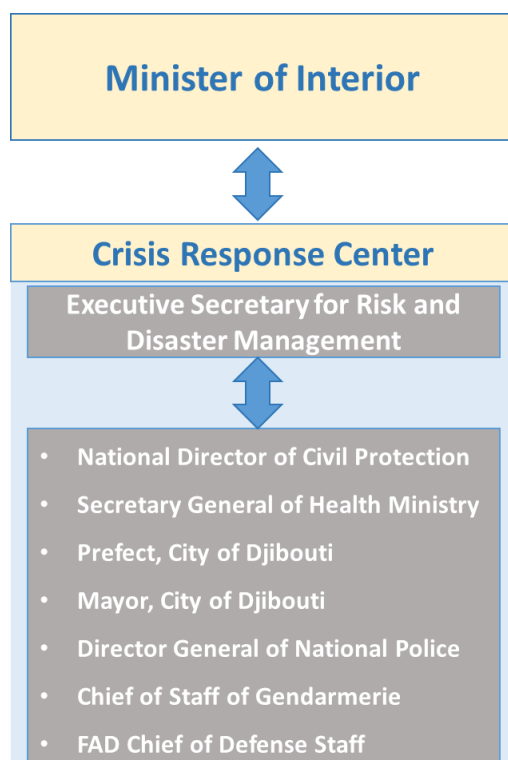 Minister of Interior
Crisis Response Center
Executive Secretary for Risk and
Disaster Management
• National Director of Civil Protection
• Secretary General of Health Ministry
• Prefect, City of Djibouti
• Mayor, City of Djibouti
• Director General of National Police
• Chief of Staff of Gendarmerie
• FAD Chief of Defense Staff